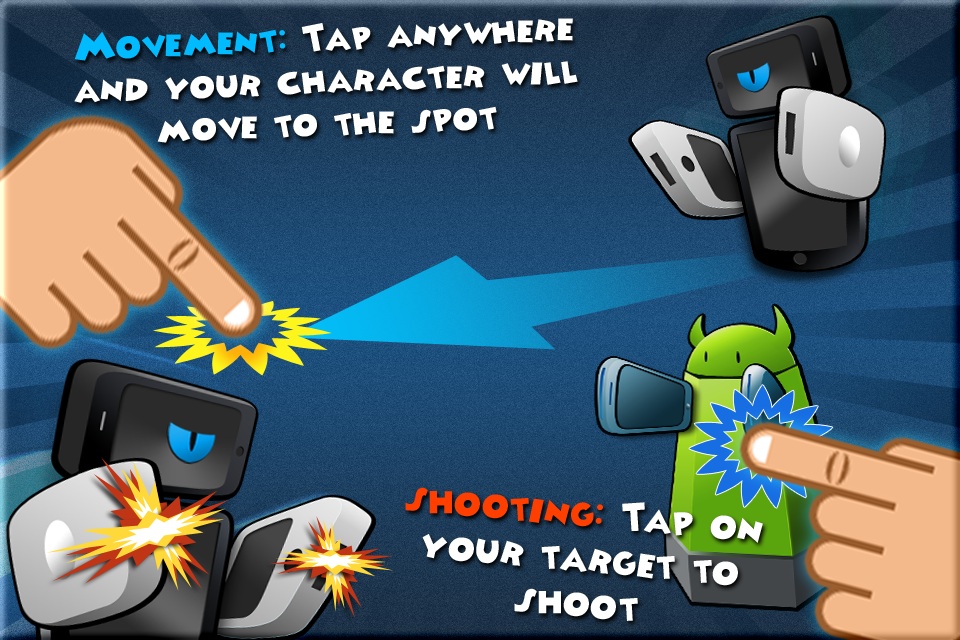 Movement: Tap anywhere
and your character will
move to the spot
Shooting: Tap on
your target to
shoot